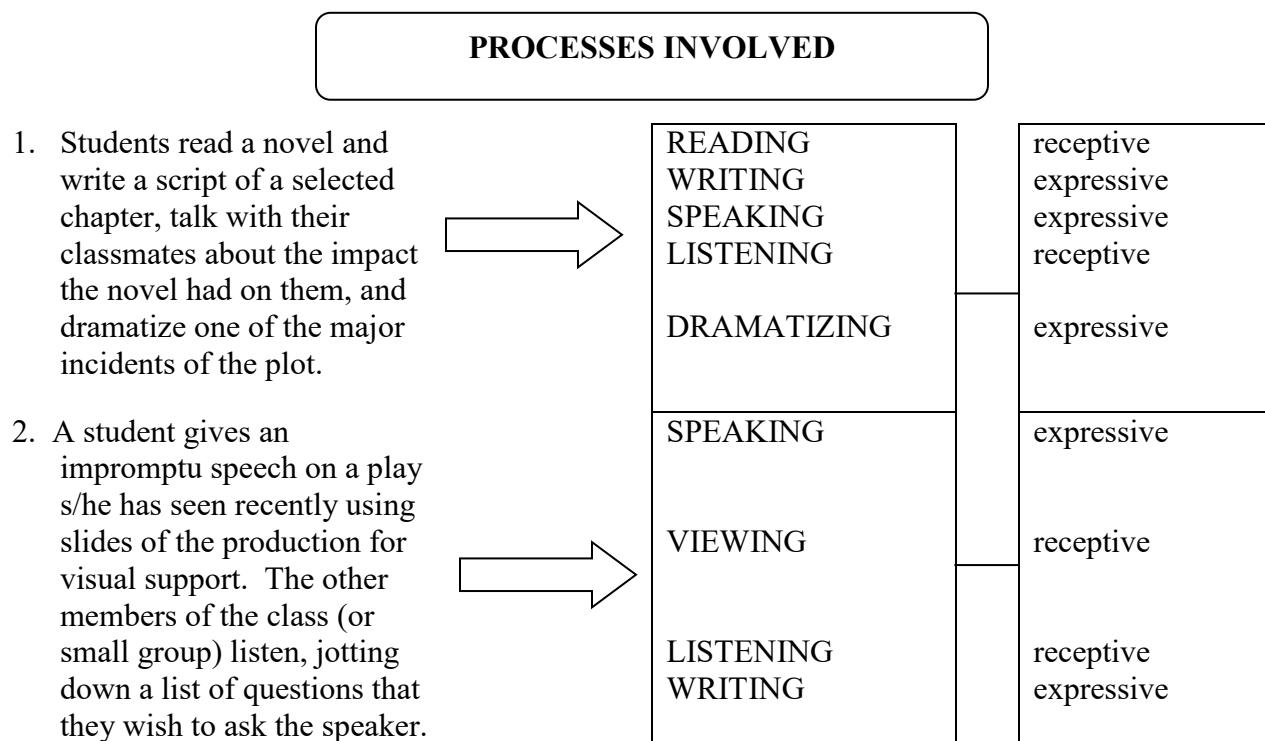 PROCESSES INVOLVED
1. Students read a novel and
write a script of a selected
chapter, talk with their
classmates about the impact
the novel had on them, and
dramatize one of the major
incidents of the plot.
READING
WRITING
SPEAKING
LISTENING
DRAMATIZING
receptive
expressive
expressive
receptive
expressive
2. A student gives an
impromptu speech on a play
s/he has seen recently using
slides of the production for
visual support. The other
members of the class (or
small group) listen, jotting
down a list of questions that
they wish to ask the speaker.
SPEAKING
VIEWING
LISTENING
WRITING
expressive
receptive
receptive
expressive